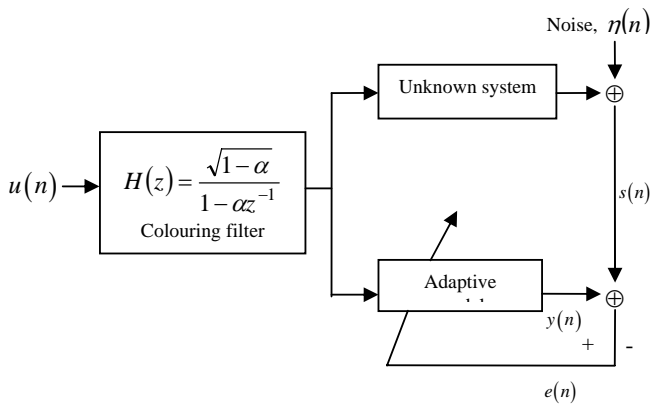 Noise, η(n)
Unknown system
u(n)
H(z) = √(1 − α) / (1 − αz⁻¹)
Colouring filter
s(n)
Adaptive
y(n)
+ -
e(n)